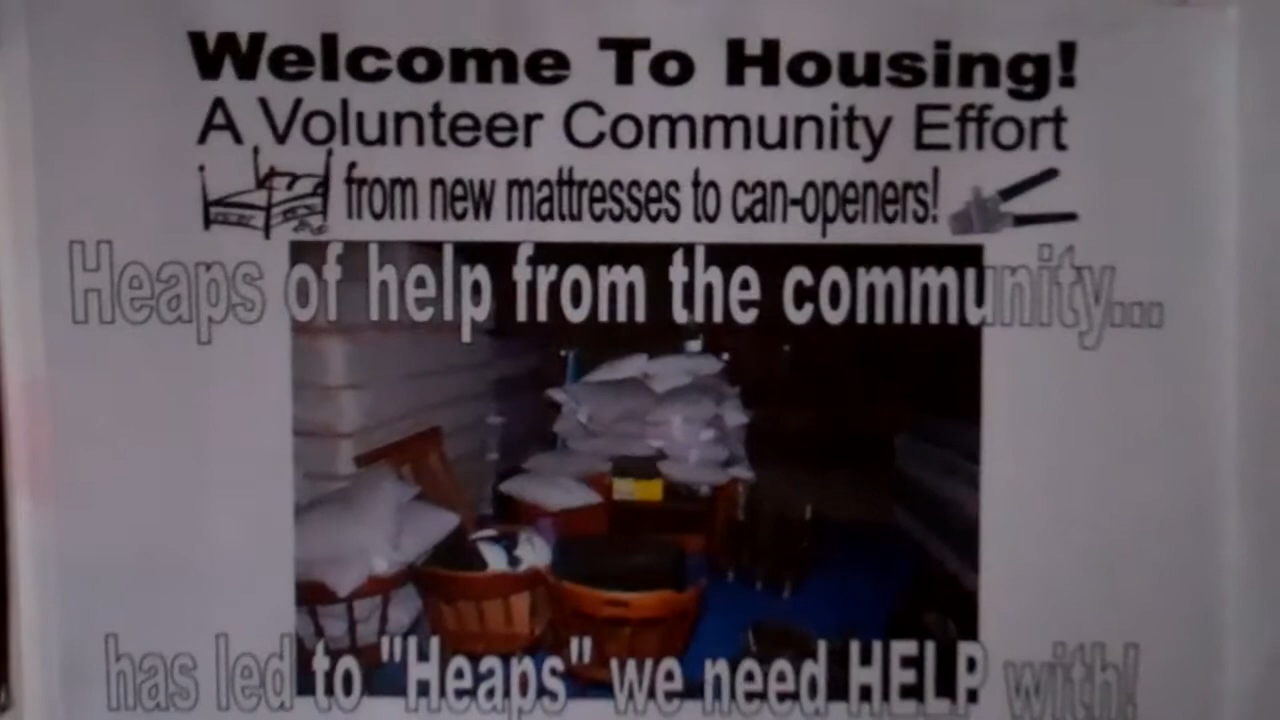 Welcome To Housing!
A Volunteer Community Effort
from new mattresses to can-openers!
Heaps of help from the community...
has led to "Heaps" we need HELP with!